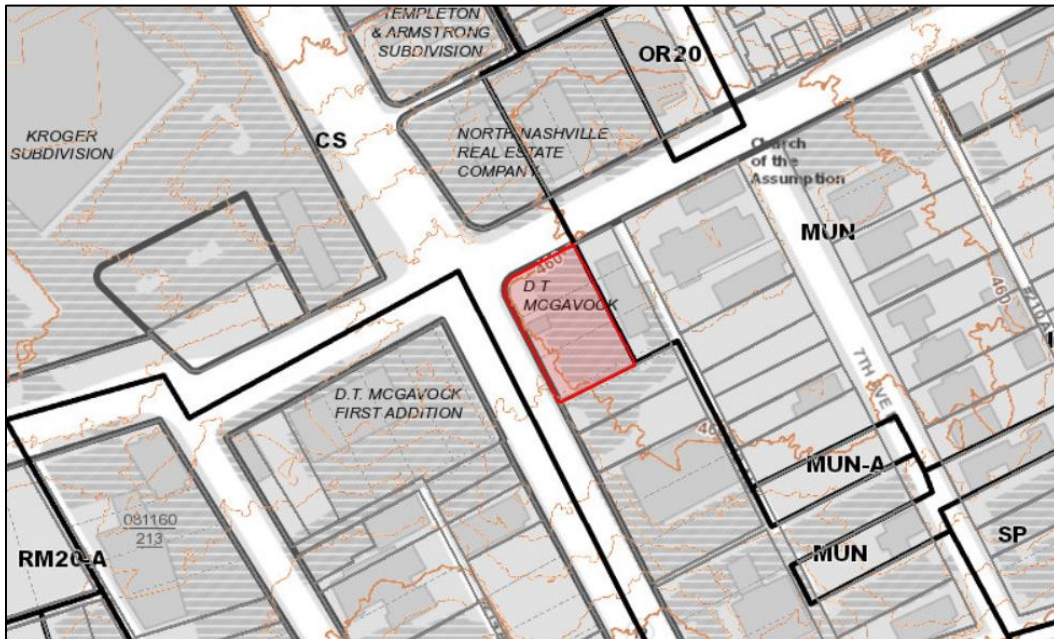 TEMPLETON
& ARMSTRONG
SUBDIVISION
OR20
KROGER
SUBDIVISION
CS
NORTH NASHVILLE
REAL ESTATE
COMPANY
Church
of the
Assumption
MUN
460
D.T.
MCGAVOCK
460
7TH AVE
D.T. MCGAVOCK
FIRST ADDITION
MUN-A
081160
213
RM20-A
MUN
SP